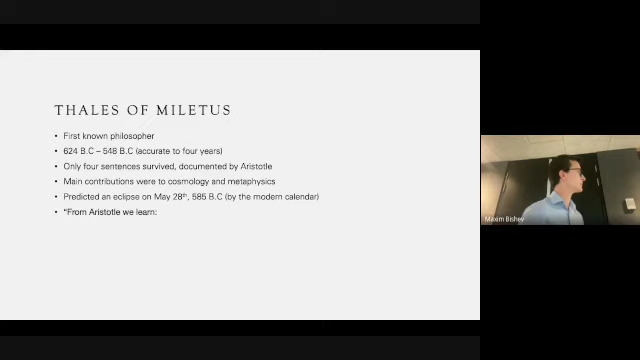 THALES OF MILETUS
• First known philosopher
• 624 B.C – 548 B.C (accurate to four years)
• Only four sentences survived, documented by Aristotle
• Main contributions were to cosmology and metaphysics
• Predicted an eclipse on May 28th, 585 B.C (by the modern calendar)
• “From Aristotle we learn:
Maxim Bishev